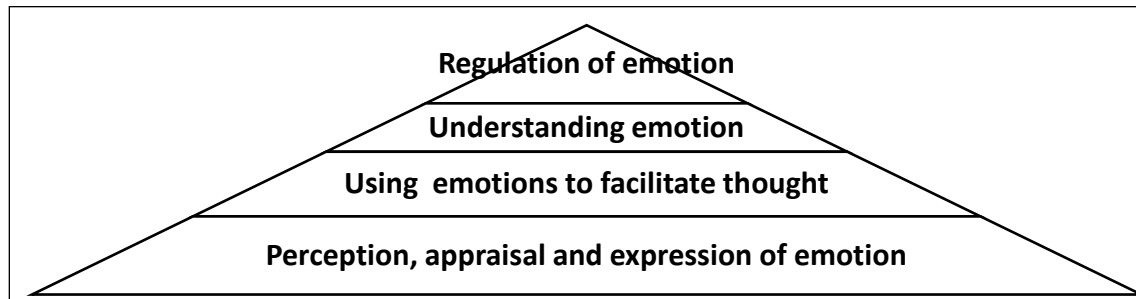 Regulation of emotion
Understanding emotion
Using  emotions to facilitate thought
Perception, appraisal and expression of emotion